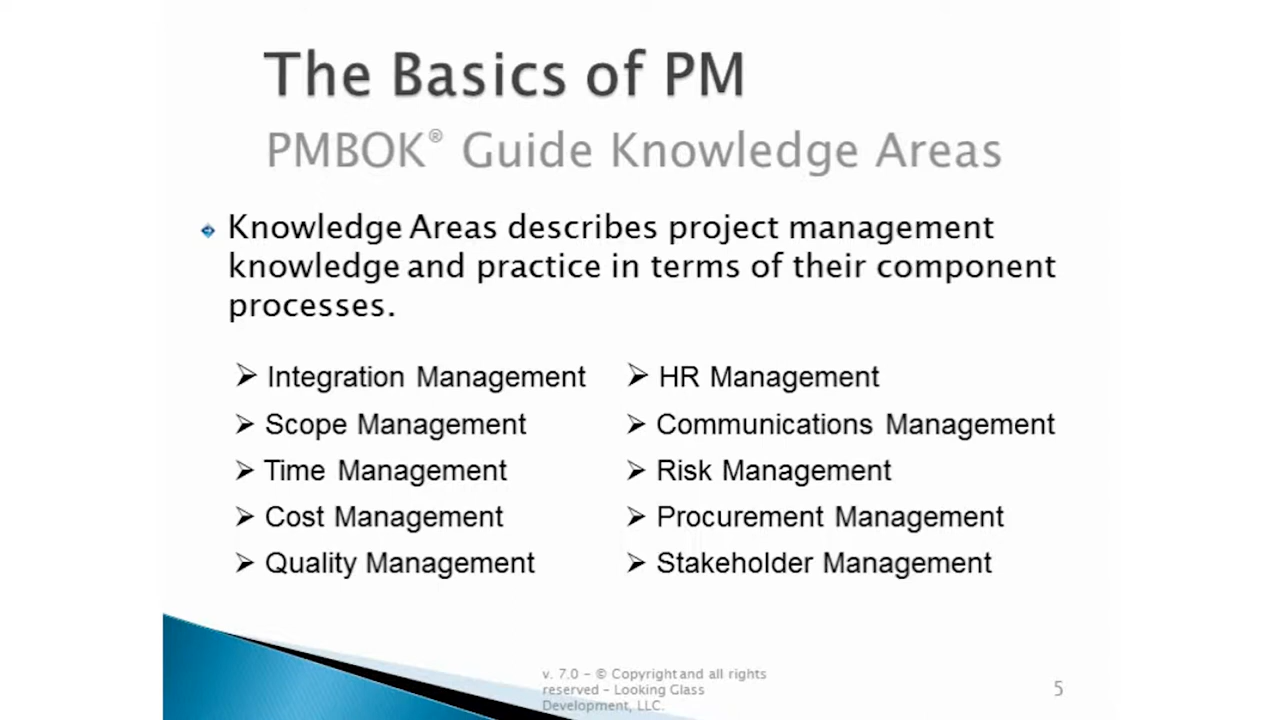 The Basics of PM
PMBOK® Guide Knowledge Areas
Knowledge Areas describes project management
knowledge and practice in terms of their component
processes.
Integration Management
Scope Management
Time Management
Cost Management
Quality Management
HR Management
Communications Management
Risk Management
Procurement Management
Stakeholder Management
v. 7.0 - © Copyright and all rights
reserved - Looking Glass
Development, LLC.
5